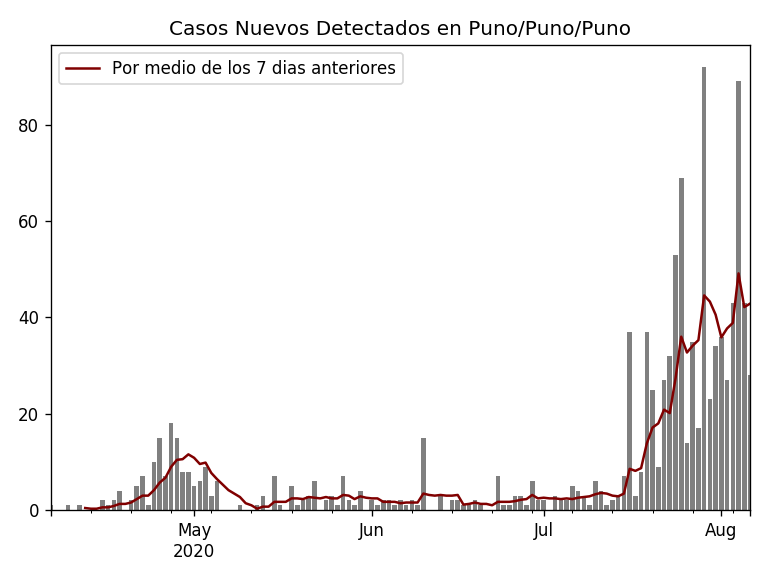 Casos Nuevos Detectados en Puno/Puno/Puno
Por medio de los 7 dias anteriores
80
60
40
20
0
May
2020
Jun
Jul
Aug